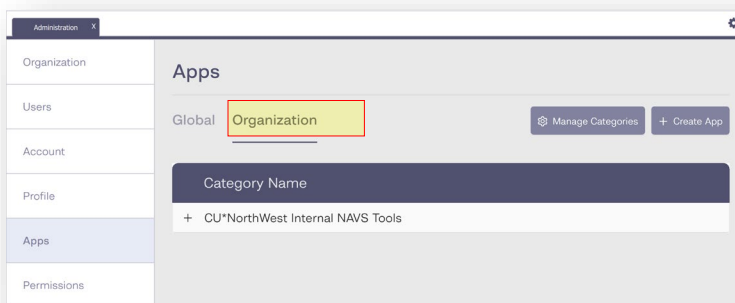 Administration X
Organization
Users
Account
Profile
Apps
Permissions
Apps
Global Organization
Manage Categories + Create App
Category Name
+ CU*NorthWest Internal NAVS Tools